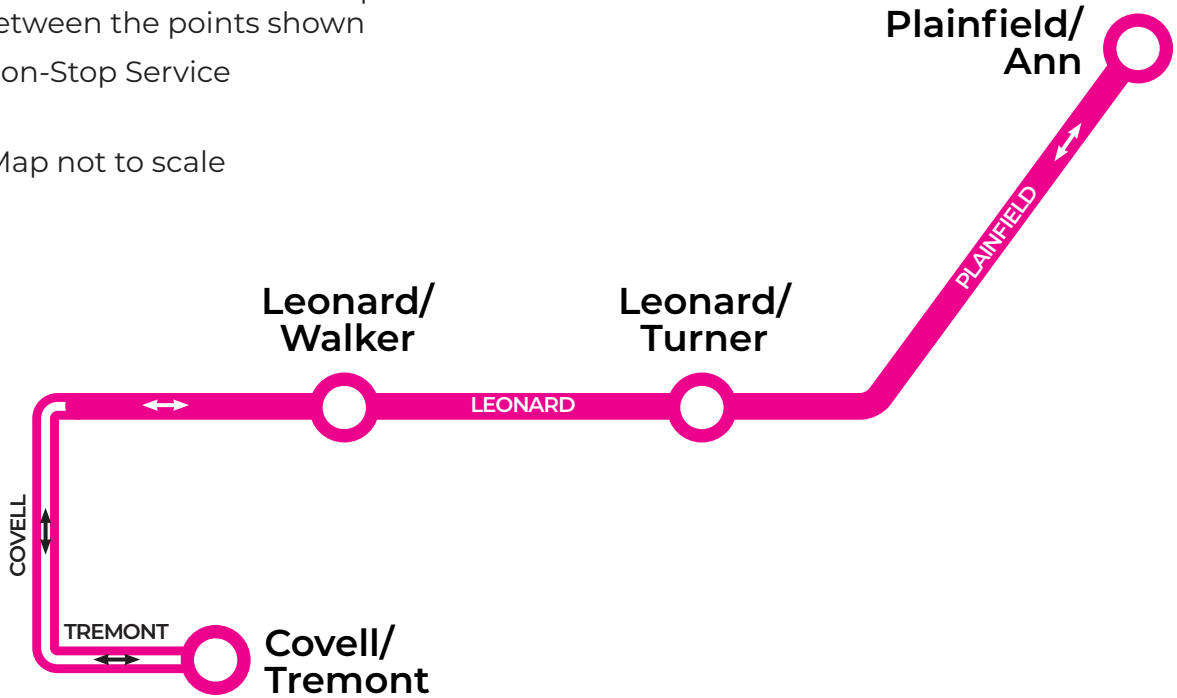 between the points shown
on-Stop Service
Map not to scale
Plainfield/
Ann
PLAINFIELD
Leonard/
Walker
Leonard/
Turner
LEONARD
COVELL
TREMONT
Covell/
Tremont